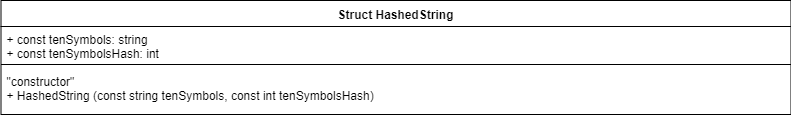 Struct HashedString
+ const tenSymbols: string
+ const tenSymbolsHash: int
"constructor"
+ HashedString (const string tenSymbols, const int tenSymbolsHash)